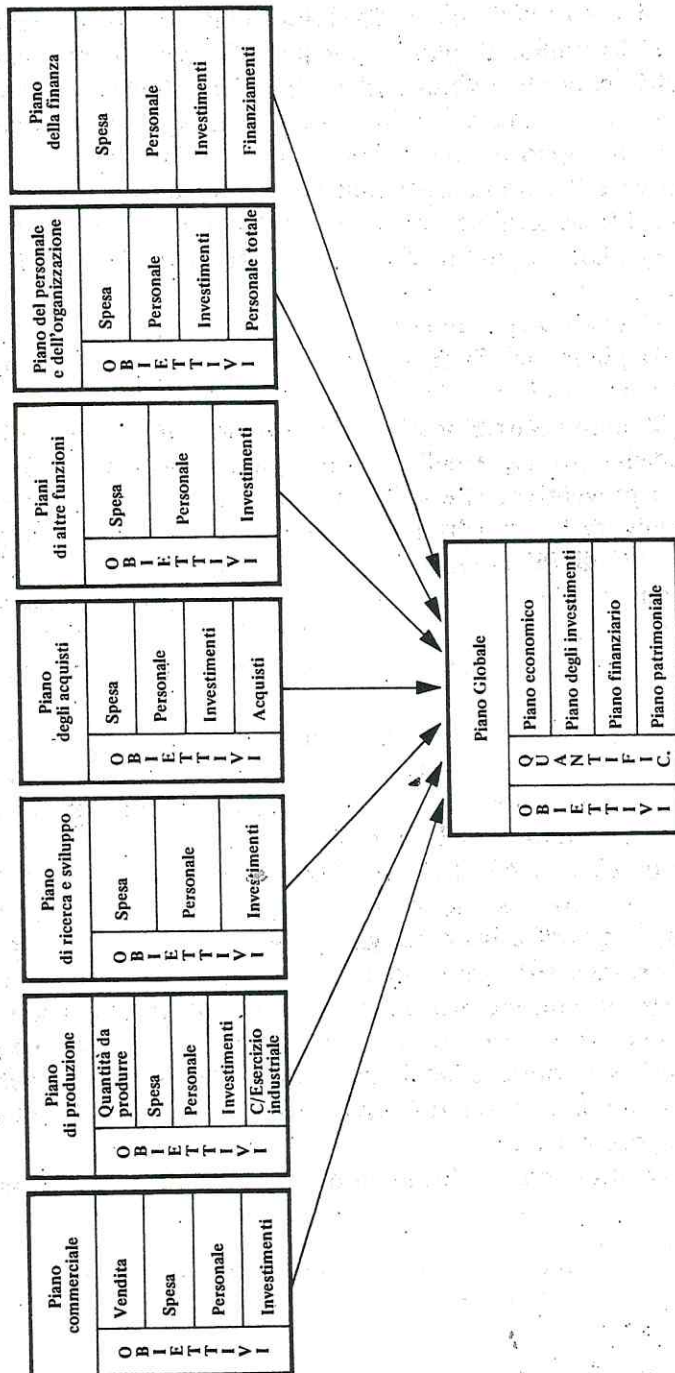 Piano
commerciale
OBIETTIVI
Vendita
Spesa
Personale
Investimenti
Piano
di produzione
OBIETTIVI
Quantità da
produrre
Spesa
Personale
Investimenti
C/Esercizio
industriale
Piano
di ricerca e sviluppo
OBIETTIVI
Spesa
Personale
Investimenti
Piano
degli acquisti
OBIETTIVI
Spesa
Personale
Investimenti
Acquisti
Piani
di altre funzioni
OBIETTIVI
Spesa
Personale
Investimenti
Piano del personale
e dell'organizzazione
OBIETTIVI
Spesa
Personale
Investimenti
Personale totale
Piano
della finanza
Spesa
Personale
Investimenti
Finanziamenti
Piano Globale
OBIETTIVI
QUANTIFIC.
Piano economico
Piano degli investimenti
Piano finanziario
Piano patrimoniale